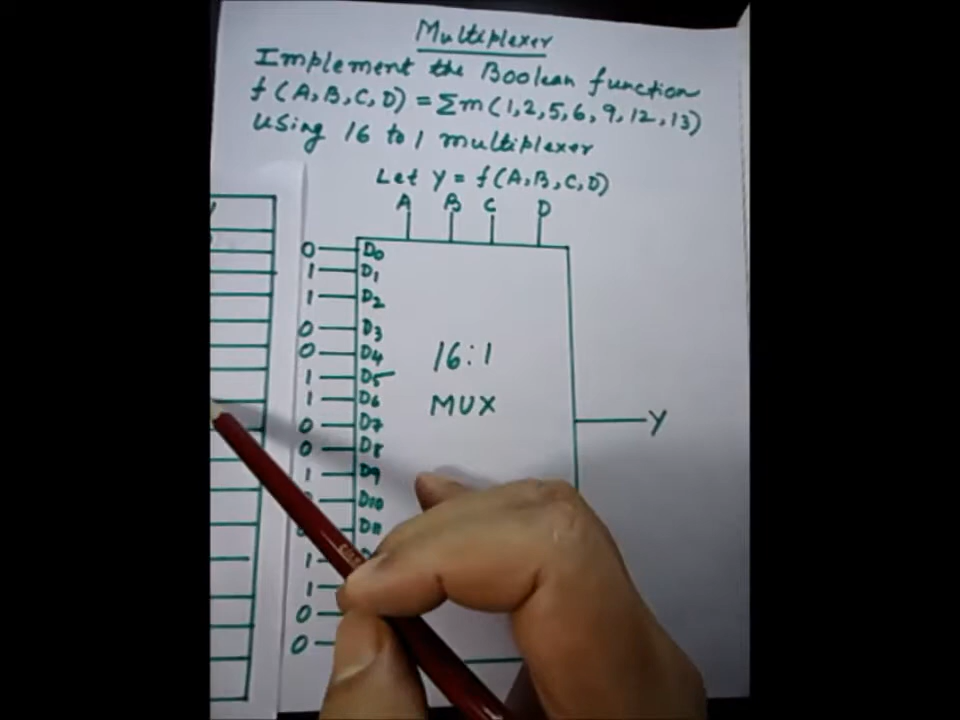 Multiplexer
Implement the Boolean function
f(A,B,C,D) = Σm(1,2,5,6,9,12,13)
using 16 to 1 multiplexer
Let Y = f(A,B,C,D)
A B C D
0 D0
1 D1
1 D2
0 D3
0 D4
1 D5
1 D6
0 D7
0 D8
1 D9
D10
D11
1
1
0
0
16:1
MUX
Y